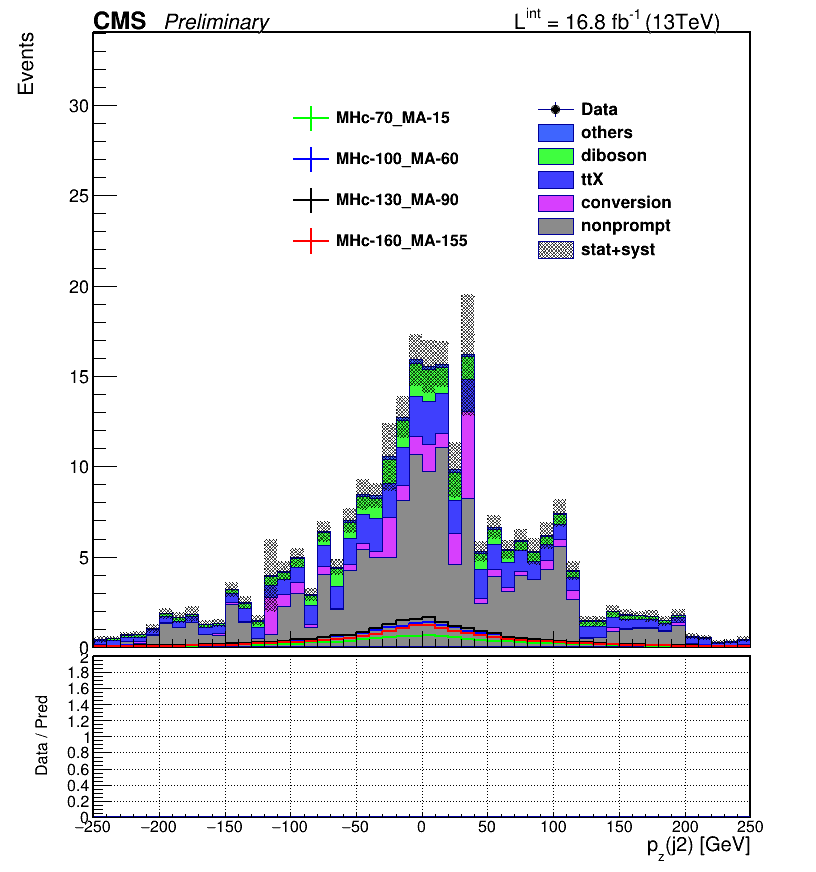 CMS Preliminary L^int = 16.8 fb^-1 (13TeV)
Events
30
25
20
15
10
5
0
MHc-70_MA-15
MHc-100_MA-60
MHc-130_MA-90
MHc-160_MA-155
Data
others
diboson
ttX
conversion
nonprompt
stat+syst
Data / Pred
2
1.8
1.6
1.4
1.2
1
0.8
0.6
0.4
0.2
0
−250 −200 −150 −100 −50 0 50 100 150 200 250
p_z(j2) [GeV]